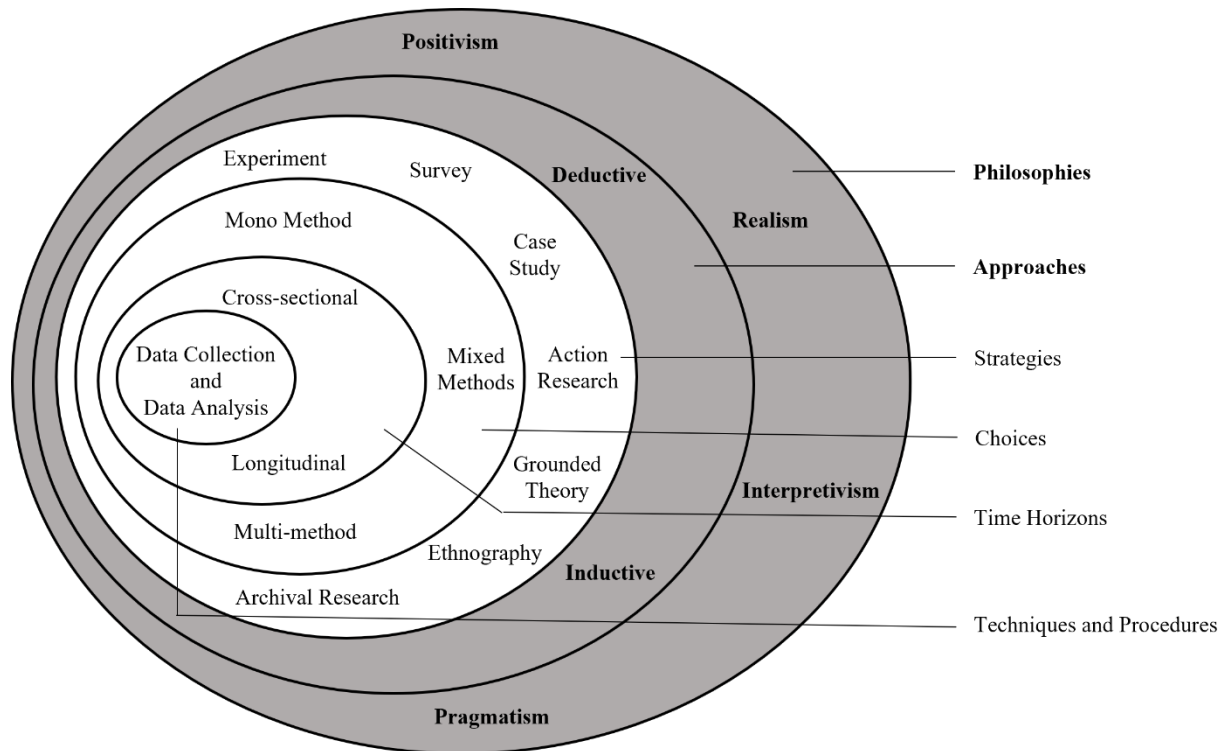 Positivism
Experiment
Survey
Deductive
Philosophies
Mono Method
Realism
Case
Study
Approaches
Cross-sectional
Data Collection
and
Data Analysis
Mixed
Methods
Action
Research
Strategies
Choices
Longitudinal
Grounded
Theory
Interpretivism
Time Horizons
Multi-method
Ethnography
Inductive
Archival Research
Techniques and Procedures
Pragmatism